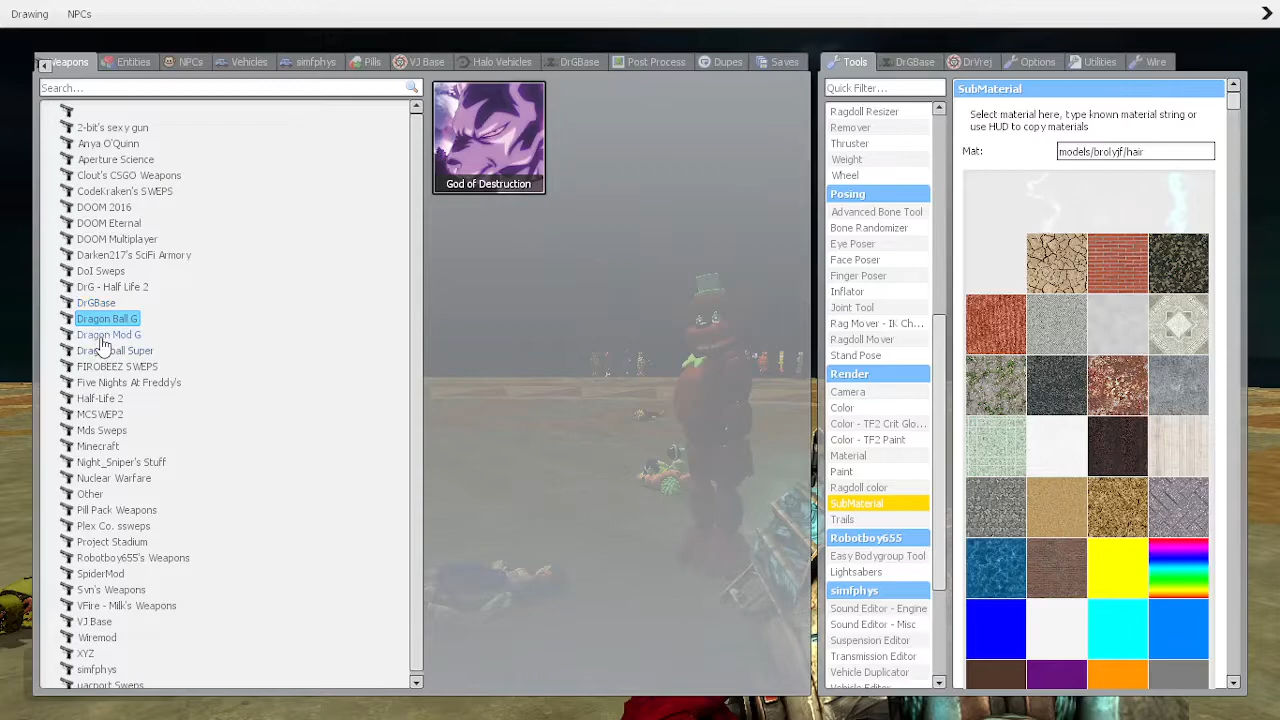 Drawing NPCs
Weapons Entities NPCs Vehicles simfphys Pills VJ Base Halo Vehicles DrGBase Post Process Dupes Saves
Tools DrGBase DrVrej Options Utilities Wire
Search...
2-bit's sexy gun
Anya O'Quinn
Aperture Science
Clout's CSGO Weapons
CodeKraken's SWEPS
DOOM 2016
DOOM Eternal
DOOM Multiplayer
Darken217's SciFi Armory
DoI Sweps
DrG - Half Life 2
DrGBase
Dragon Ball G
Dragon Mod G
Dragonball Super
FIROBEEZ SWEPS
Five Nights At Freddy's
Half-Life 2
MCSWEP2
Mds Sweps
Minecraft
Night_Sniper's Stuff
Nuclear Warfare
Other
Pill Pack Weapons
Plex Co. ssweps
Project Stadium
Robotboy655's Weapons
SpiderMod
Svn's Weapons
VFire - Milk's Weapons
VJ Base
Wiremod
XYZ
simfphys
uacport Sweps
God of Destruction
Quick Filter...
Ragdoll Resizer
Remover
Thruster
Weight
Wheel
Posing
Advanced Bone Tool
Bone Randomizer
Eye Poser
Face Poser
Finger Poser
Inflator
Joint Tool
Rag Mover - IK Ch...
Ragdoll Mover
Stand Pose
Render
Camera
Color
Color - TF2 Crit Glo...
Color - TF2 Paint
Material
Paint
Ragdoll color
SubMaterial
Trails
Robotboy655
Easy Bodygroup Tool
Lightsabers
simfphys
Sound Editor - Engine
Sound Editor - Misc
Suspension Editor
Transmission Editor
Vehicle Duplicator
Vehicle Editor
SubMaterial
Select material here, type known material string or
use HUD to copy materials
Mat: models/brolyjf/hair